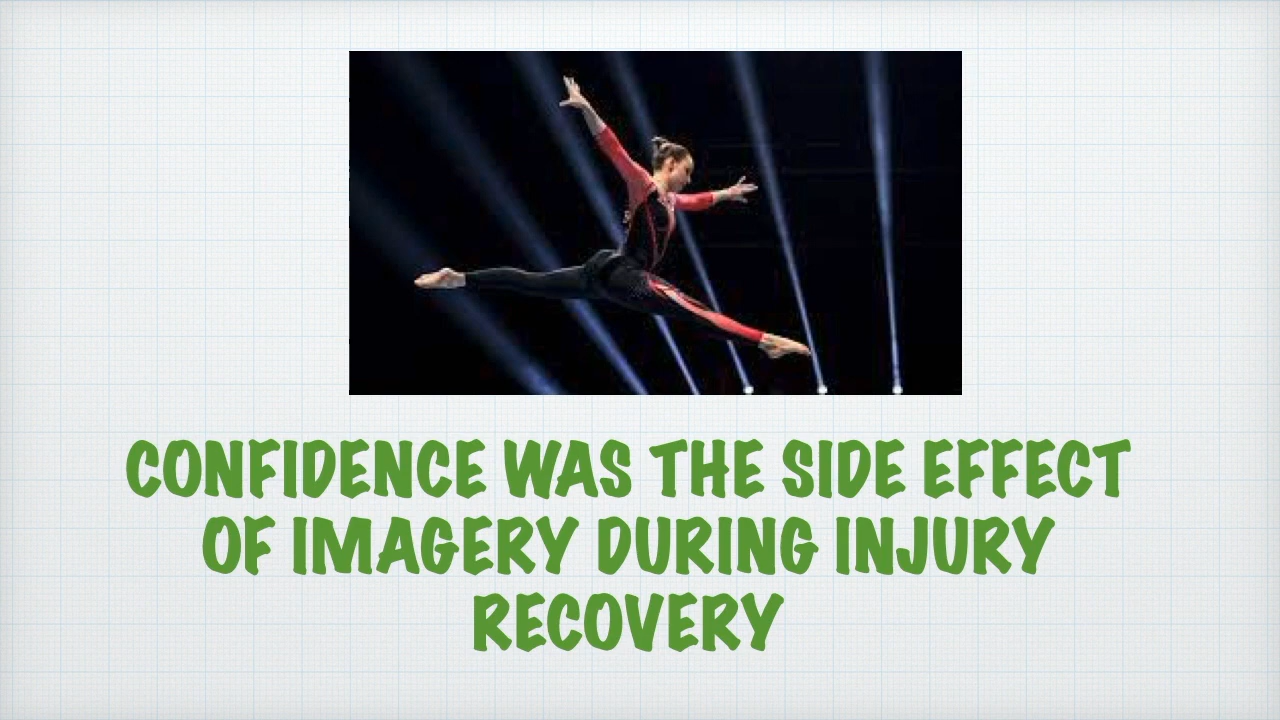 CONFIDENCE WAS THE SIDE EFFECT
OF IMAGERY DURING INJURY
RECOVERY